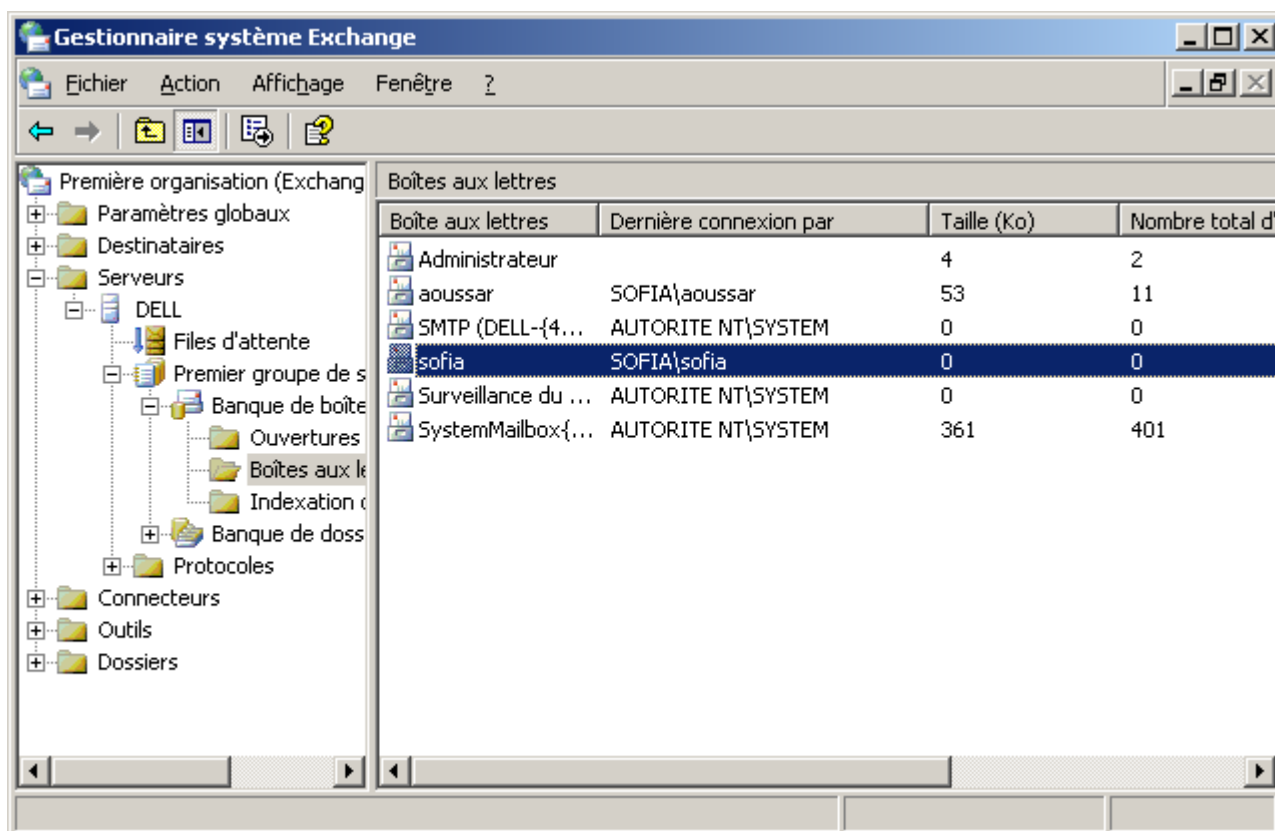 Gestionnaire système Exchange
Fichier Action Affichage Fenêtre ?
Première organisation (Exchang
Paramètres globaux
Destinataires
Serveurs
DELL
Files d'attente
Premier groupe de s
Banque de boîte
Ouvertures
Boîtes aux le
Indexation d
Banque de doss
Protocoles
Connecteurs
Outils
Dossiers
Boîtes aux lettres
Boîte aux lettres Dernière connexion par Taille (Ko) Nombre total d'
Administrateur 4 2
aoussar SOFIA\aoussar 53 11
SMTP (DELL-{4... AUTORITE NT\SYSTEM 0 0
sofia SOFIA\sofia 0 0
Surveillance du ... AUTORITE NT\SYSTEM 0 0
SystemMailbox{... AUTORITE NT\SYSTEM 361 401